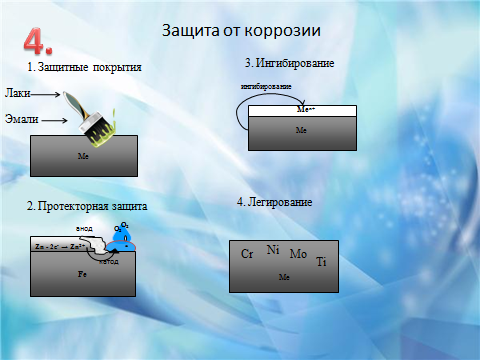 Защита от коррозии
4.
1. Защитные покрытия
Лаки
Эмали
Me
3. Ингибирование
ингибирование
Meⁿ⁺
Me
2. Протекторная защита
анод
O₂
Zn - 2e⁻ → Zn²⁺
катод
Fe
4. Легирование
Cr Ni Mo Ti
Me